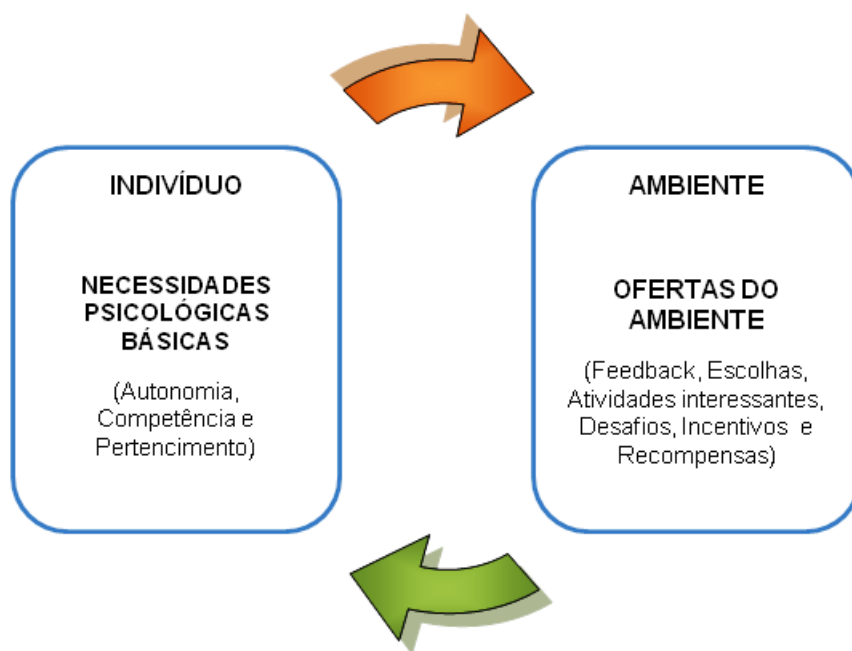 INDIVÍDUO
NECESSIDADES
PSICOLÓGICAS
BÁSICAS
(Autonomia,
Competência e
Pertencimento)
AMBIENTE
OFERTAS DO
AMBIENTE
(Feedback, Escolhas,
Atividades interessantes,
Desafios, Incentivos e
Recompensas)